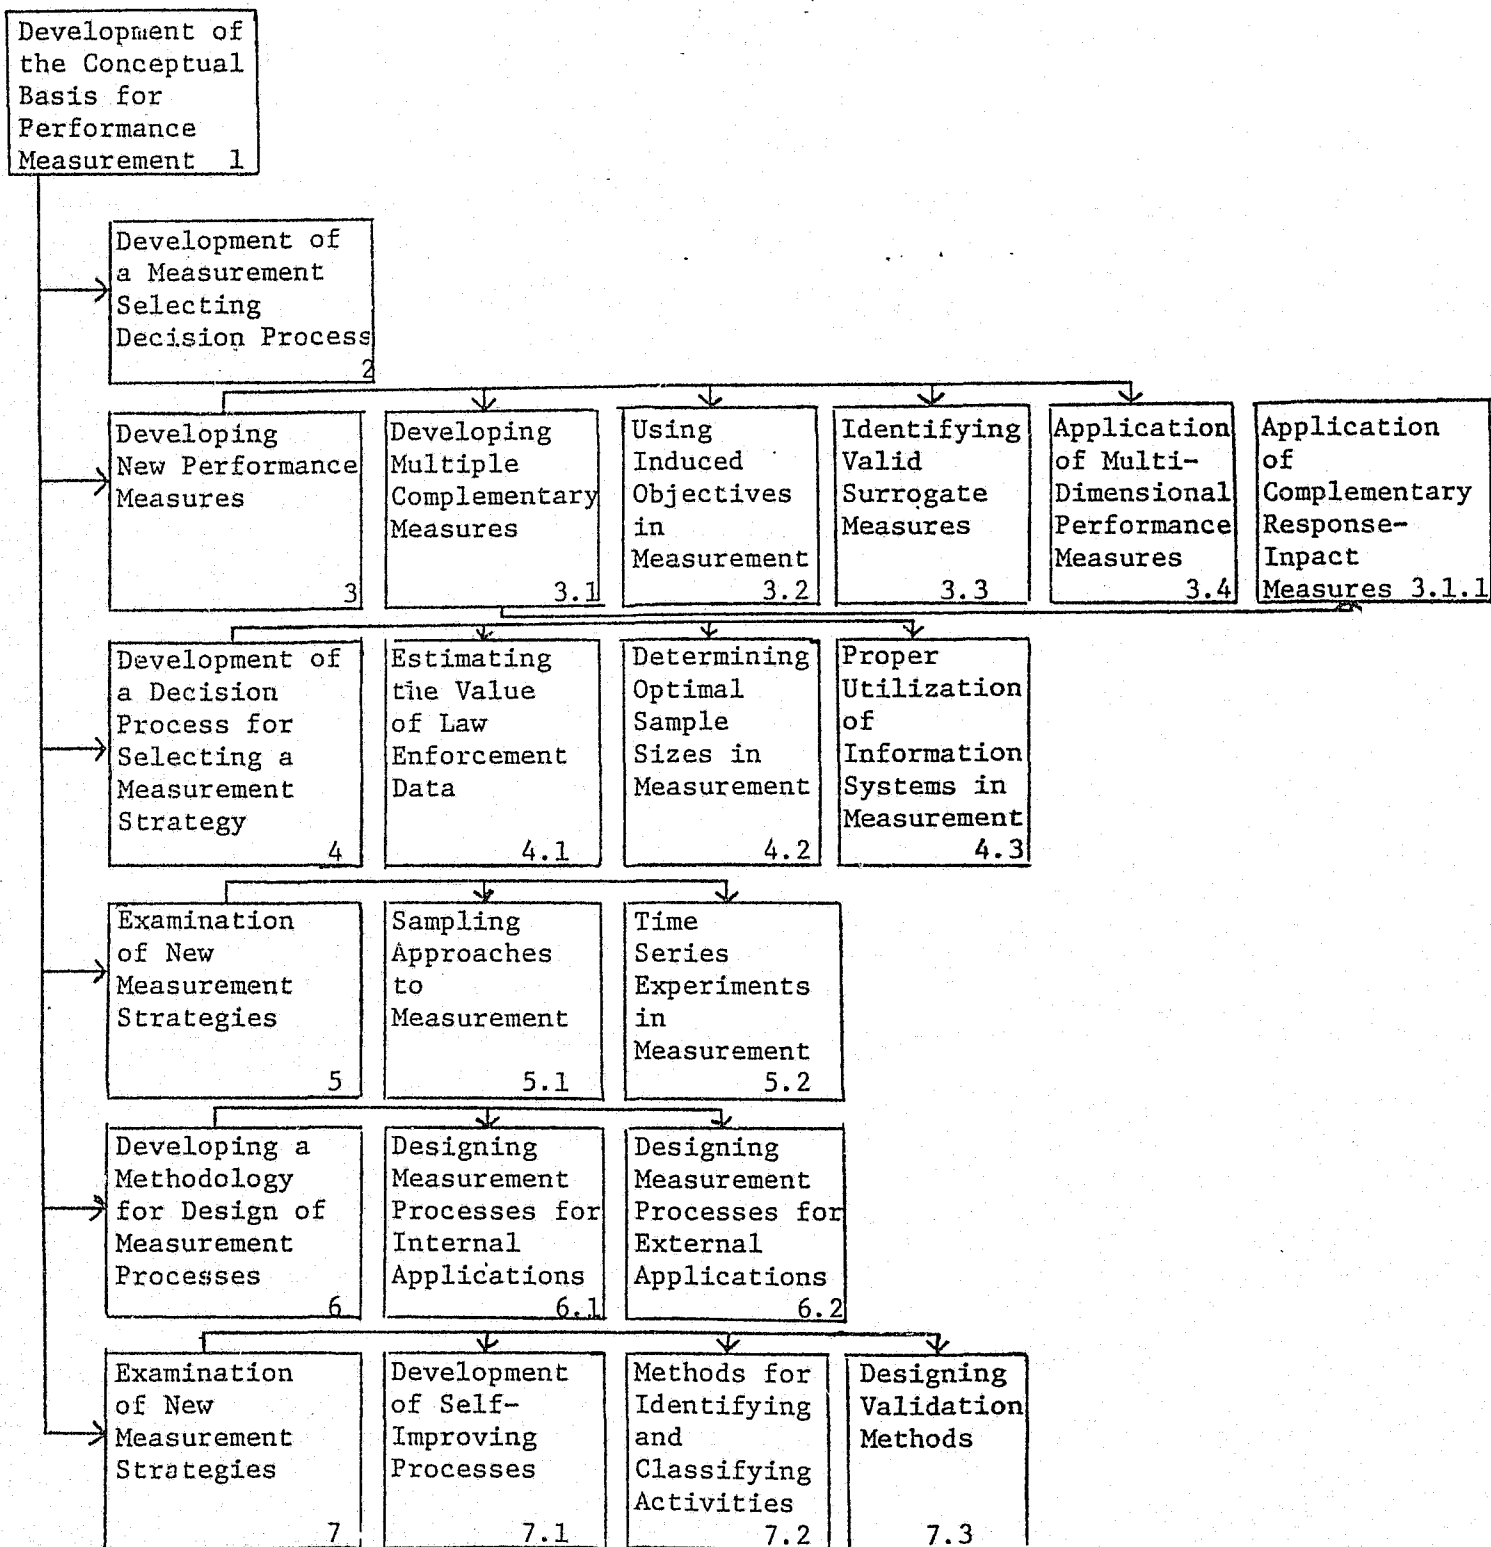 Development of
the Conceptual
Basis for
Performance
Measurement 1
Development of
a Measurement
Selecting
Decision Process
2
Developing
New Performance
Measures
3
Developing
Multiple
Complementary
Measures
3.1
Using
Induced
Objectives
in
Measurement
3.2
Identifying
Valid
Surrogate
Measures
3.3
Application
of Multi-
Dimensional
Performance
Measures
3.4
Application
of
Complementary
Response-
Inpact
Measures 3.1.1
Development of
a Decision
Process for
Selecting a
Measurement
Strategy
4
Estimating
the Value
of Law
Enforcement
Data
4.1
Determining
Optimal
Sample
Sizes in
Measurement
4.2
Proper
Utilization
of
Information
Systems in
Measurement
4.3
Examination
of New
Measurement
Strategies
5
Sampling
Approaches
to
Measurement
5.1
Time
Series
Experiments
in
Measurement
5.2
Developing a
Methodology
for Design of
Measurement
Processes
6
Designing
Measurement
Processes for
Internal
Applications
6.1
Designing
Measurement
Processes for
External
Applications
6.2
Examination
of New
Measurement
Strategies
7
Development
of Self-
Improving
Processes
7.1
Methods for
Identifying
and
Classifying
Activities
7.2
Designing
Validation
Methods
7.3